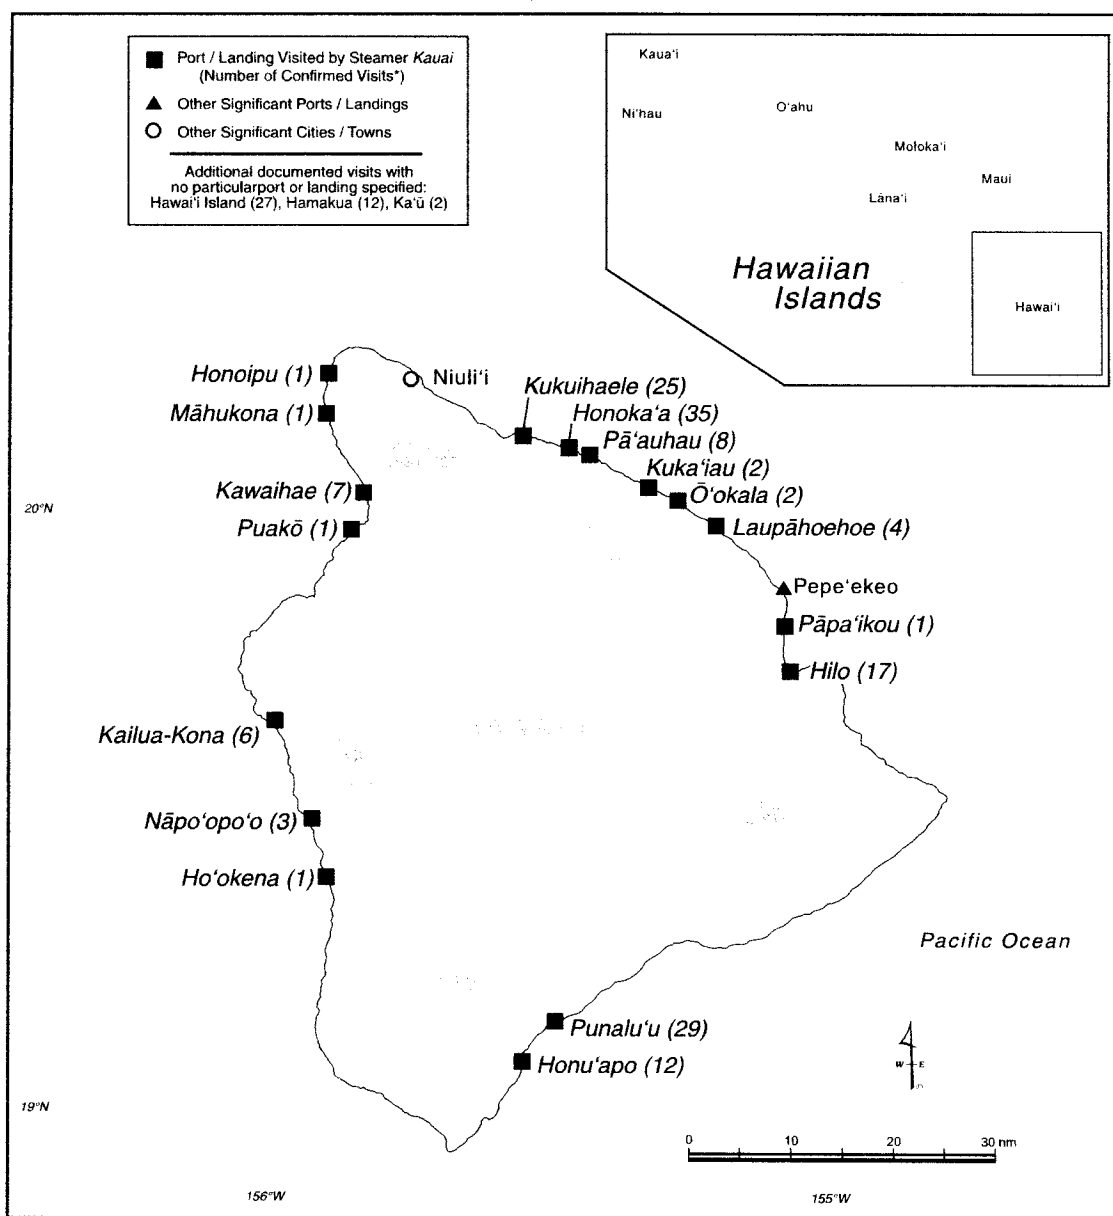 Port / Landing Visited by Steamer Kauai
(Number of Confirmed Visits*)
Other Significant Ports / Landings
Other Significant Cities / Towns
Additional documented visits with
no particularport or landing specified:
Hawai‘i Island (27), Hamakua (12), Ka‘ū (2)
Kaua‘i
Ni‘hau
O‘ahu
Moloka‘i
Maui
Lāna‘i
Hawaiian
Islands
Hawai‘i
Honoipu (1)
Niuli‘i
Māhukona (1)
Kukuihaele (25)
Honoka‘a (35)
Pā‘auhau (8)
Kuka‘iau (2)
Kawaihae (7)
Ō‘okala (2)
20°N
Puakō (1)
Laupāhoehoe (4)
Pepe‘ekeo
Pāpa‘ikou (1)
Hilo (17)
Kailua-Kona (6)
Nāpo‘opo‘o (3)
Ho‘okena (1)
Pacific Ocean
Punalu‘u (29)
Honu‘apo (12)
W E
19°N
0 10 20 30 nm
156°W
155°W